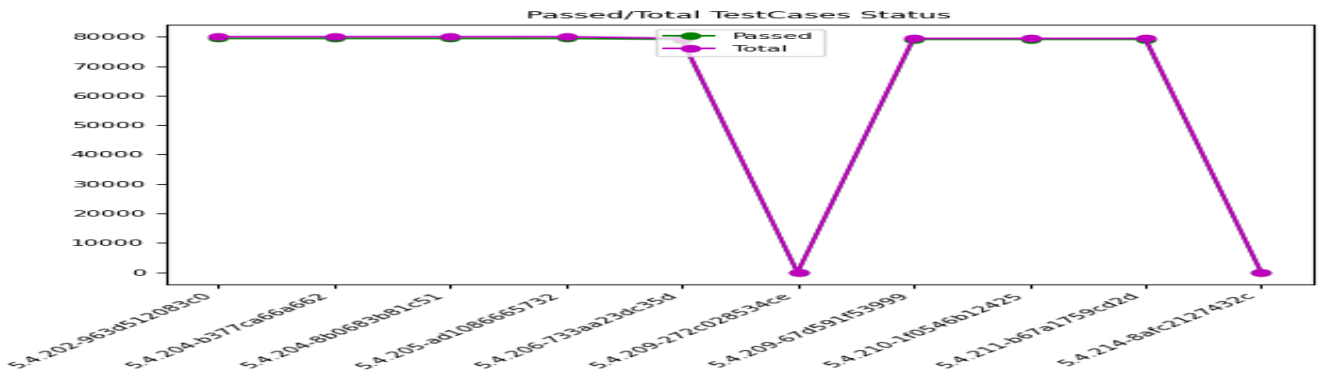 Passed/Total TestCases Status
Passed
Total
80000
70000
60000
50000
40000
30000
20000
10000
0
5.4.202-963d512083c0
5.4.204-b377ca66a662
5.4.204-8b0683b81c51
5.4.205-ad1086665732
5.4.206-733aa23dc35d
5.4.209-272c028534ce
5.4.209-67d591f53999
5.4.210-1f0546b12425
5.4.211-b67a1759cd2d
5.4.214-8afc2127432c